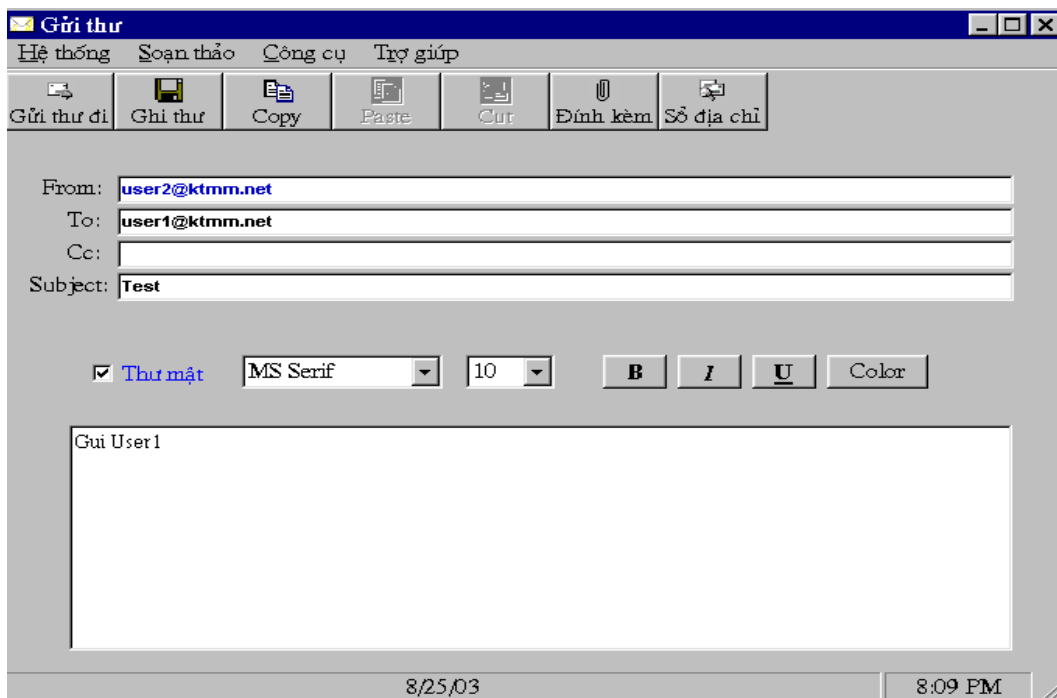 Gửi thư
Hệ thống Soạn thảo Công cụ Trợ giúp
Gửi thư đi Ghi thư Copy Paste Cut Đính kèm Sổ địa chỉ
From: user2@ktmm.net
To: user1@ktmm.net
Cc:
Subject: Test
Thư mật MS Serif 10 B I U Color
Gui User1
8/25/03 8:09 PM